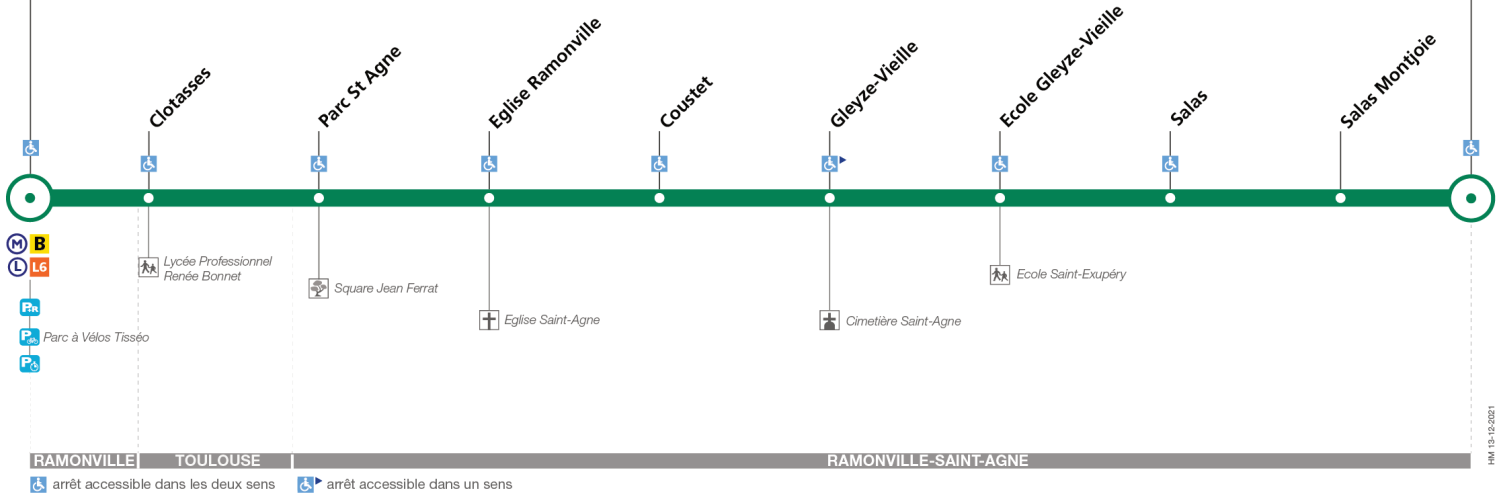 Clotasses
Parc St Agne
Eglise Ramonville
Coustet
Gleyze-Vieille
Ecole Gleyze-Vieille
Salas
Salas Montjoie
M B
L L6
P+R
P
P
Parc à Vélos Tisséo
Lycée Professionnel
Renée Bonnet
Square Jean Ferrat
Eglise Saint-Agne
Cimetière Saint-Agne
Ecole Saint-Exupéry
RAMONVILLE
TOULOUSE
RAMONVILLE-SAINT-AGNE
arrêt accessible dans les deux sens
arrêt accessible dans un sens
HM 13-12-2021